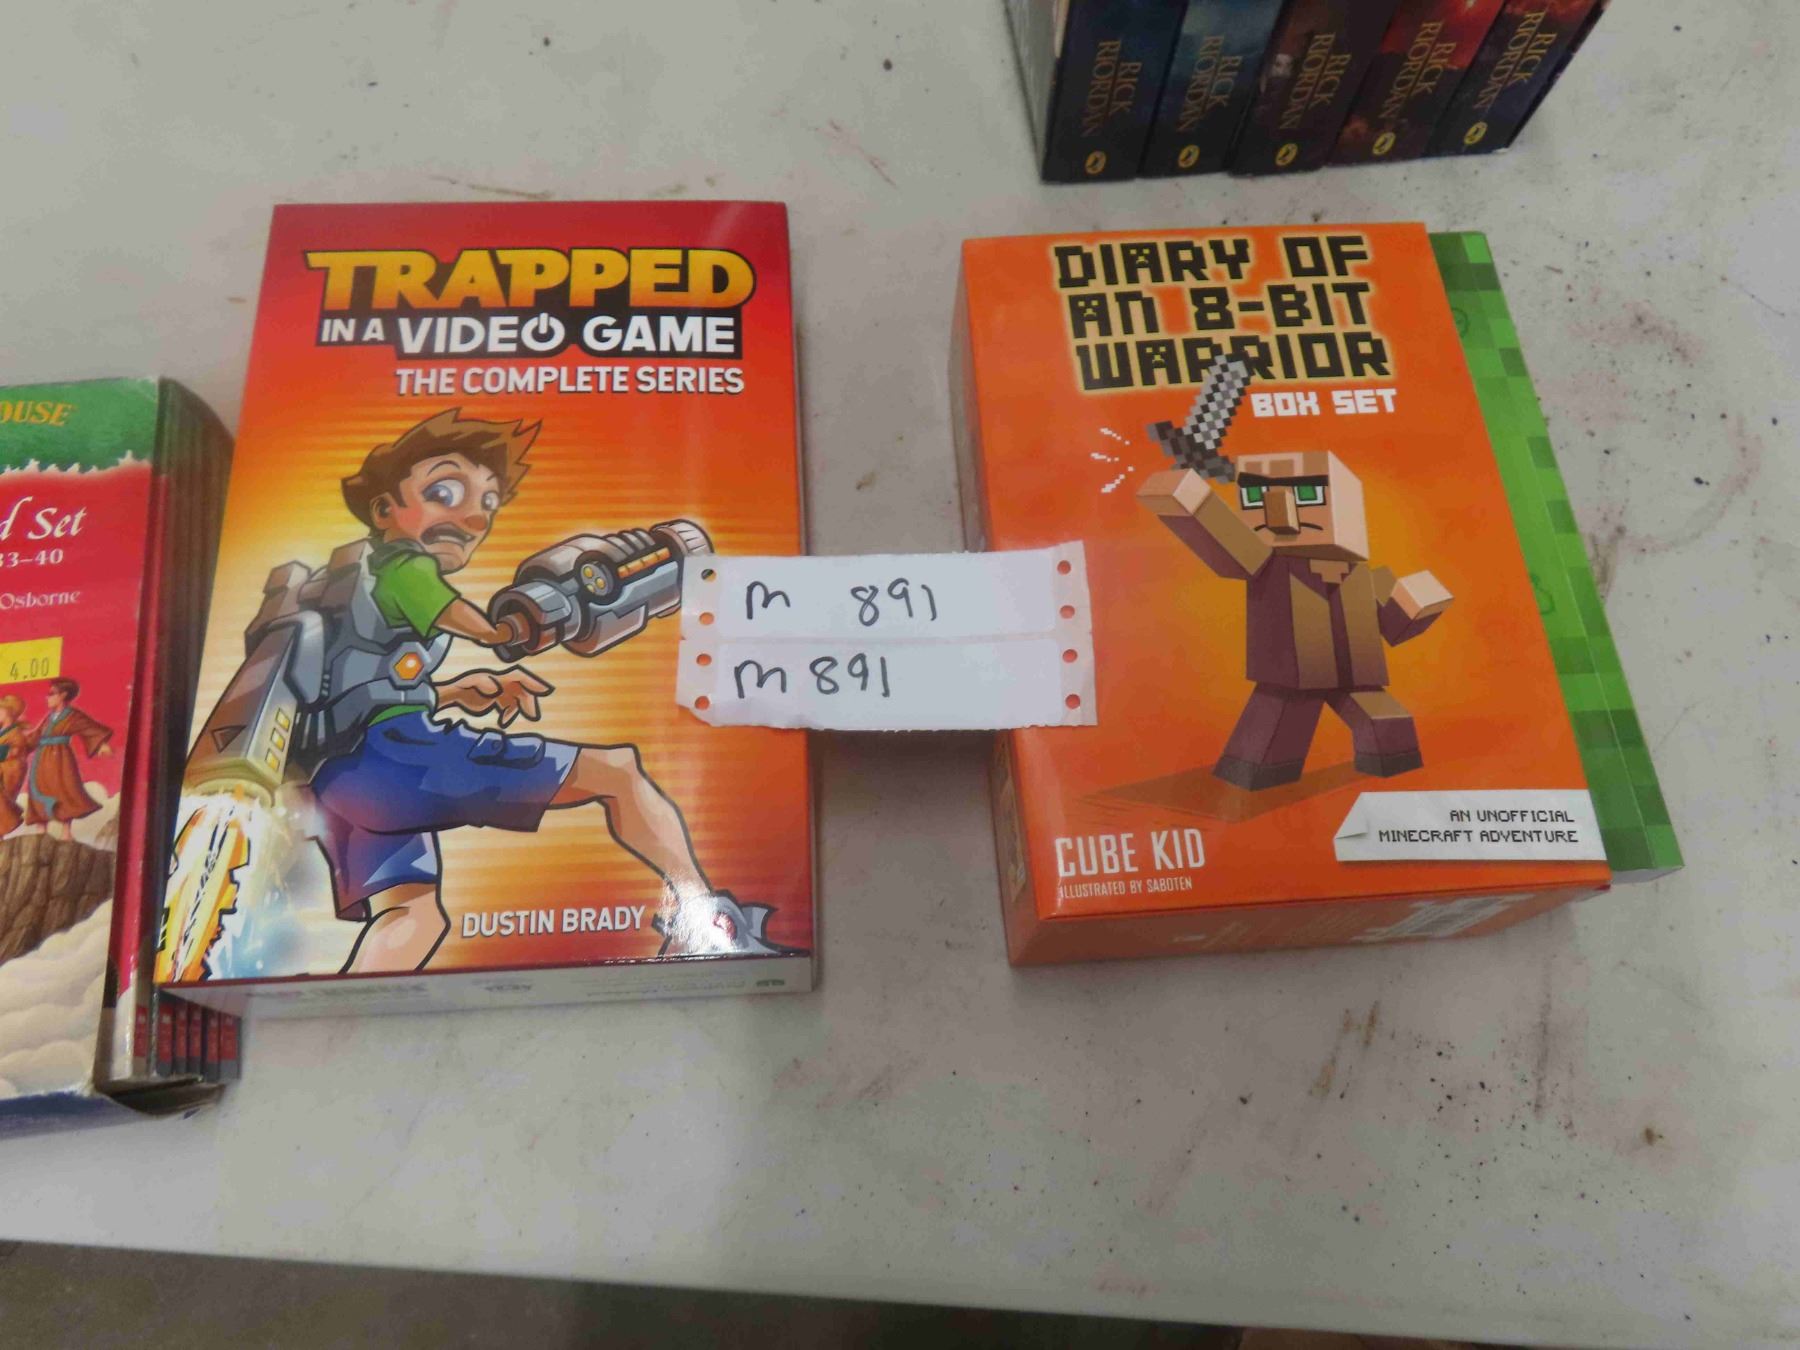 RICK RIORDAN
RICK RIORDAN
RICK RIORDAN
RICK RIORDAN
RICK RIORDAN
TRAPPED
IN A VIDEO GAME
THE COMPLETE SERIES
DUSTIN BRADY
DIARY OF
AN 8-BIT
WARRIOR
BOX SET
CUBE KID
ILLUSTRATED BY SABOTEN
AN UNOFFICIAL
MINECRAFT ADVENTURE
M 891
M 891
OUSE
d Set
33-40
Osborne
4.00